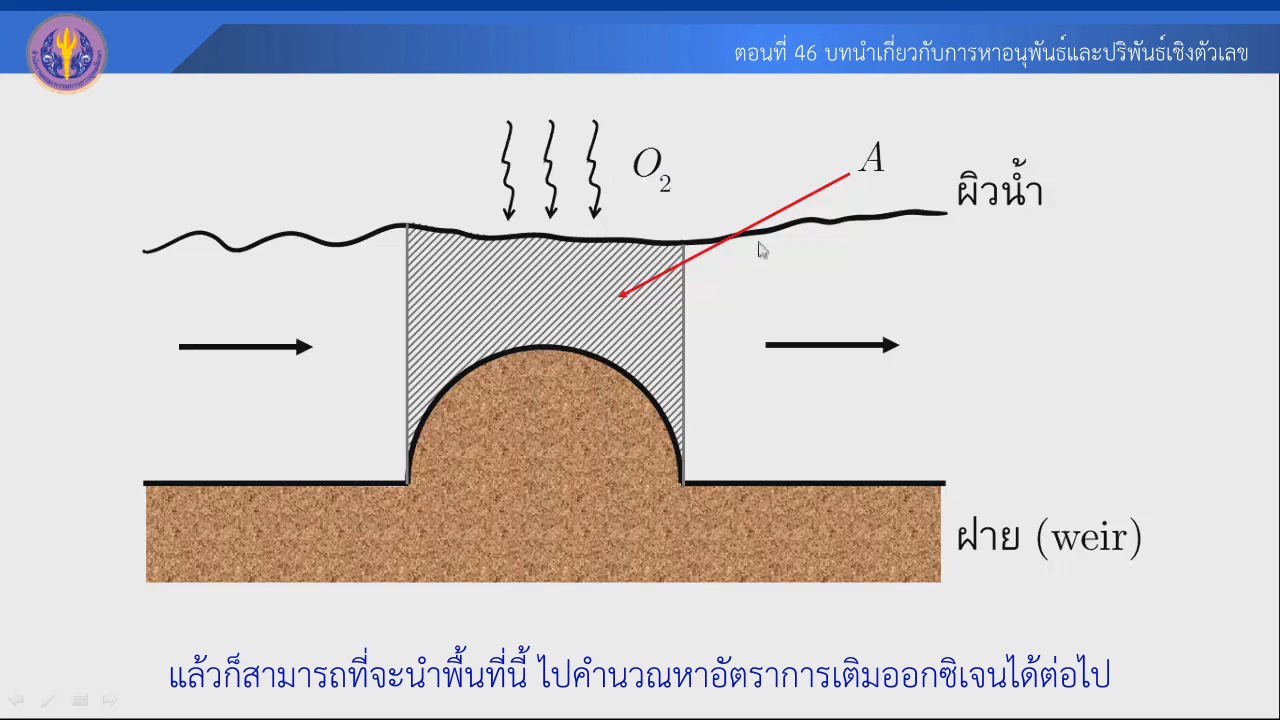 ตอนที่ 46 บทนำเกี่ยวกับการหาอนุพันธ์และปริพันธ์เชิงตัวเลข
O₂
A
ผิวน้ำ
ฝาย (weir)
แล้วก็สามารถที่จะนำพื้นที่นี้ ไปคำนวณหาอัตราการเติมออกซิเจนได้ต่อไป